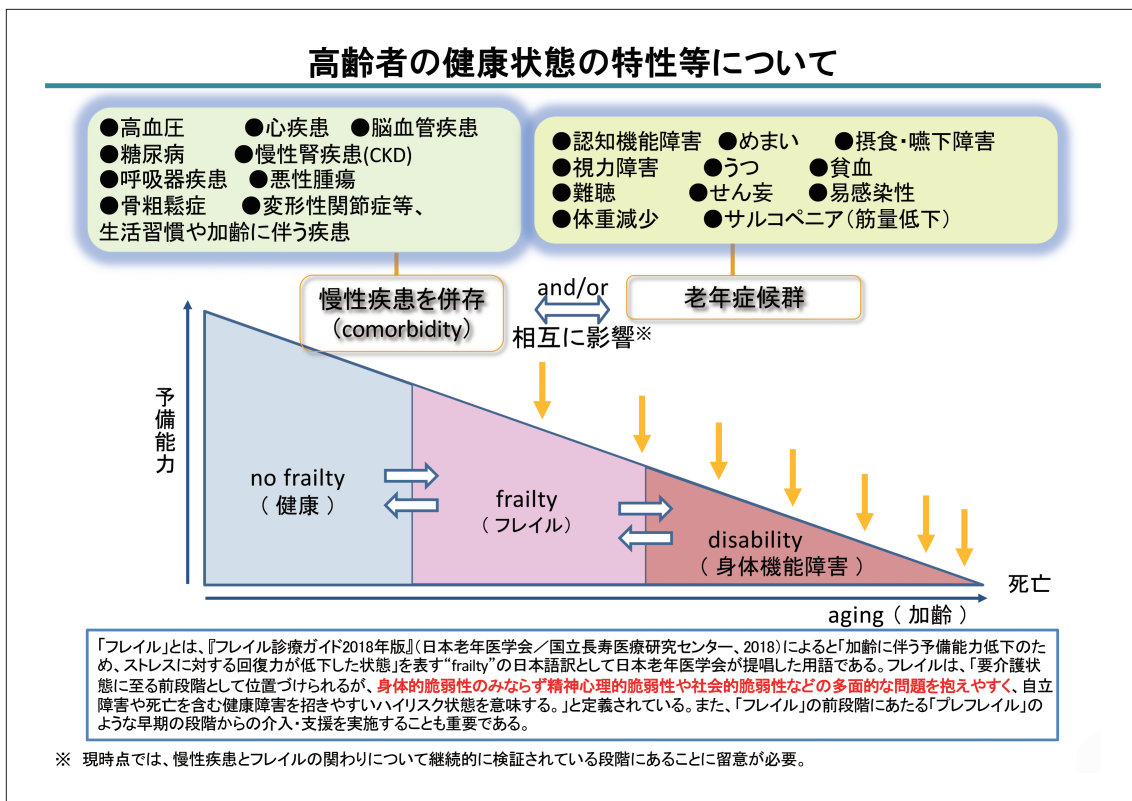 高齢者の健康状態の特性等について
●高血圧 ●心疾患 ●脳血管疾患
●糖尿病 ●慢性腎疾患(CKD)
●呼吸器疾患 ●悪性腫瘍
●骨粗鬆症 ●変形性関節症等、
生活習慣や加齢に伴う疾患
●認知機能障害 ●めまい ●摂食・嚥下障害
●視力障害 ●うつ ●貧血
●難聴 ●せん妄 ●易感染性
●体重減少 ●サルコペニア（筋量低下）
慢性疾患を併存
（comorbidity）
and/or
相互に影響※
老年症候群
予備能力
no frailty
（ 健康 ）
frailty
（ フレイル）
disability
（ 身体機能障害 ）
死亡
aging（ 加齢 ）
「フレイル」とは、『フレイル診療ガイド2018年版』（日本老年医学会／国立長寿医療研究センター、2018）によると「加齢に伴う予備能力低下のた
め、ストレスに対する回復力が低下した状態」を表す“frailty”の日本語訳として日本老年医学会が提唱した用語である。フレイルは、「要介護状
態に至る前段階として位置づけられるが、身体的脆弱性のみならず精神心理的脆弱性や社会的脆弱性などの多面的な問題を抱えやすく、自立
障害や死亡を含む健康障害を招きやすいハイリスク状態を意味する。」と定義されている。また、「フレイル」の前段階にあたる「プレフレイル」の
ような早期の段階からの介入・支援を実施することも重要である。
※ 現時点では、慢性疾患とフレイルの関わりについて継続的に検証されている段階にあることに留意が必要。